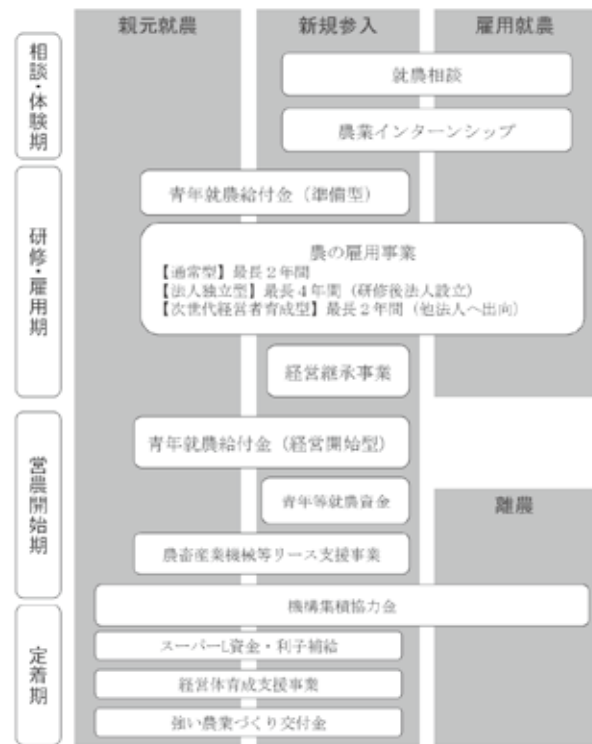 親元就農
新規参入
雇用就農
相談・体験期
就農相談
農業インターンシップ
研修・雇用期
青年就農給付金（準備型）
農の雇用事業
【通常型】最長２年間
【法人独立型】最長４年間（研修後法人設立）
【次世代経営者育成型】最長２年間（他法人へ出向）
経営継承事業
営農開始期
青年就農給付金（経営開始型）
青年等就農資金
離農
農畜産業機械等リース支援事業
機構集積協力金
定着期
スーパーL資金・利子補給
経営体育成支援事業
強い農業づくり交付金